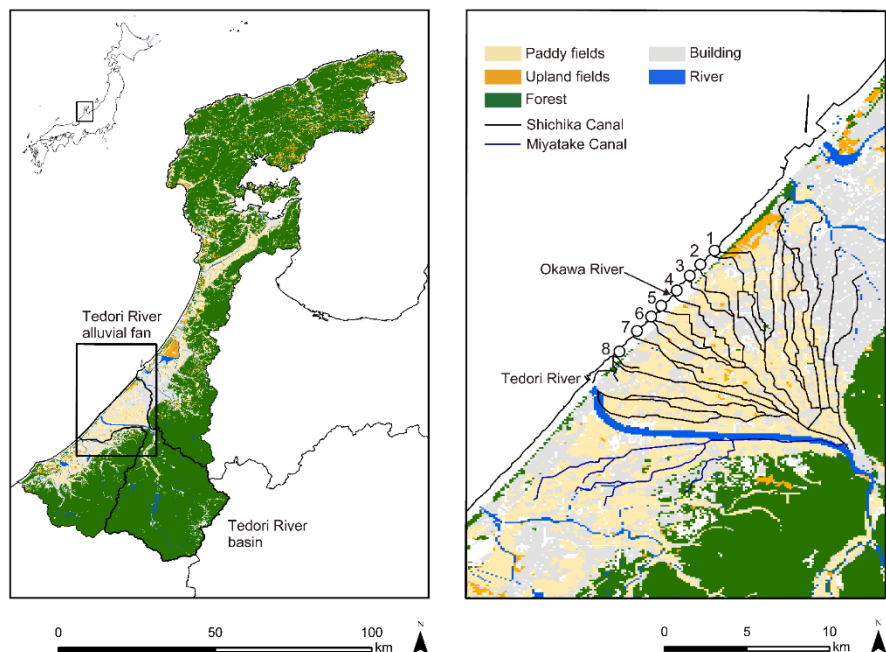 Tedori River
alluvial fan
Tedori River
basin
0
50
100
km
N
Paddy fields
Building
Upland fields
River
Forest
Shichika Canal
Miyatake Canal
1
2
3
Okawa River
4
5
6
7
8
Tedori River
0
5
10
km
N